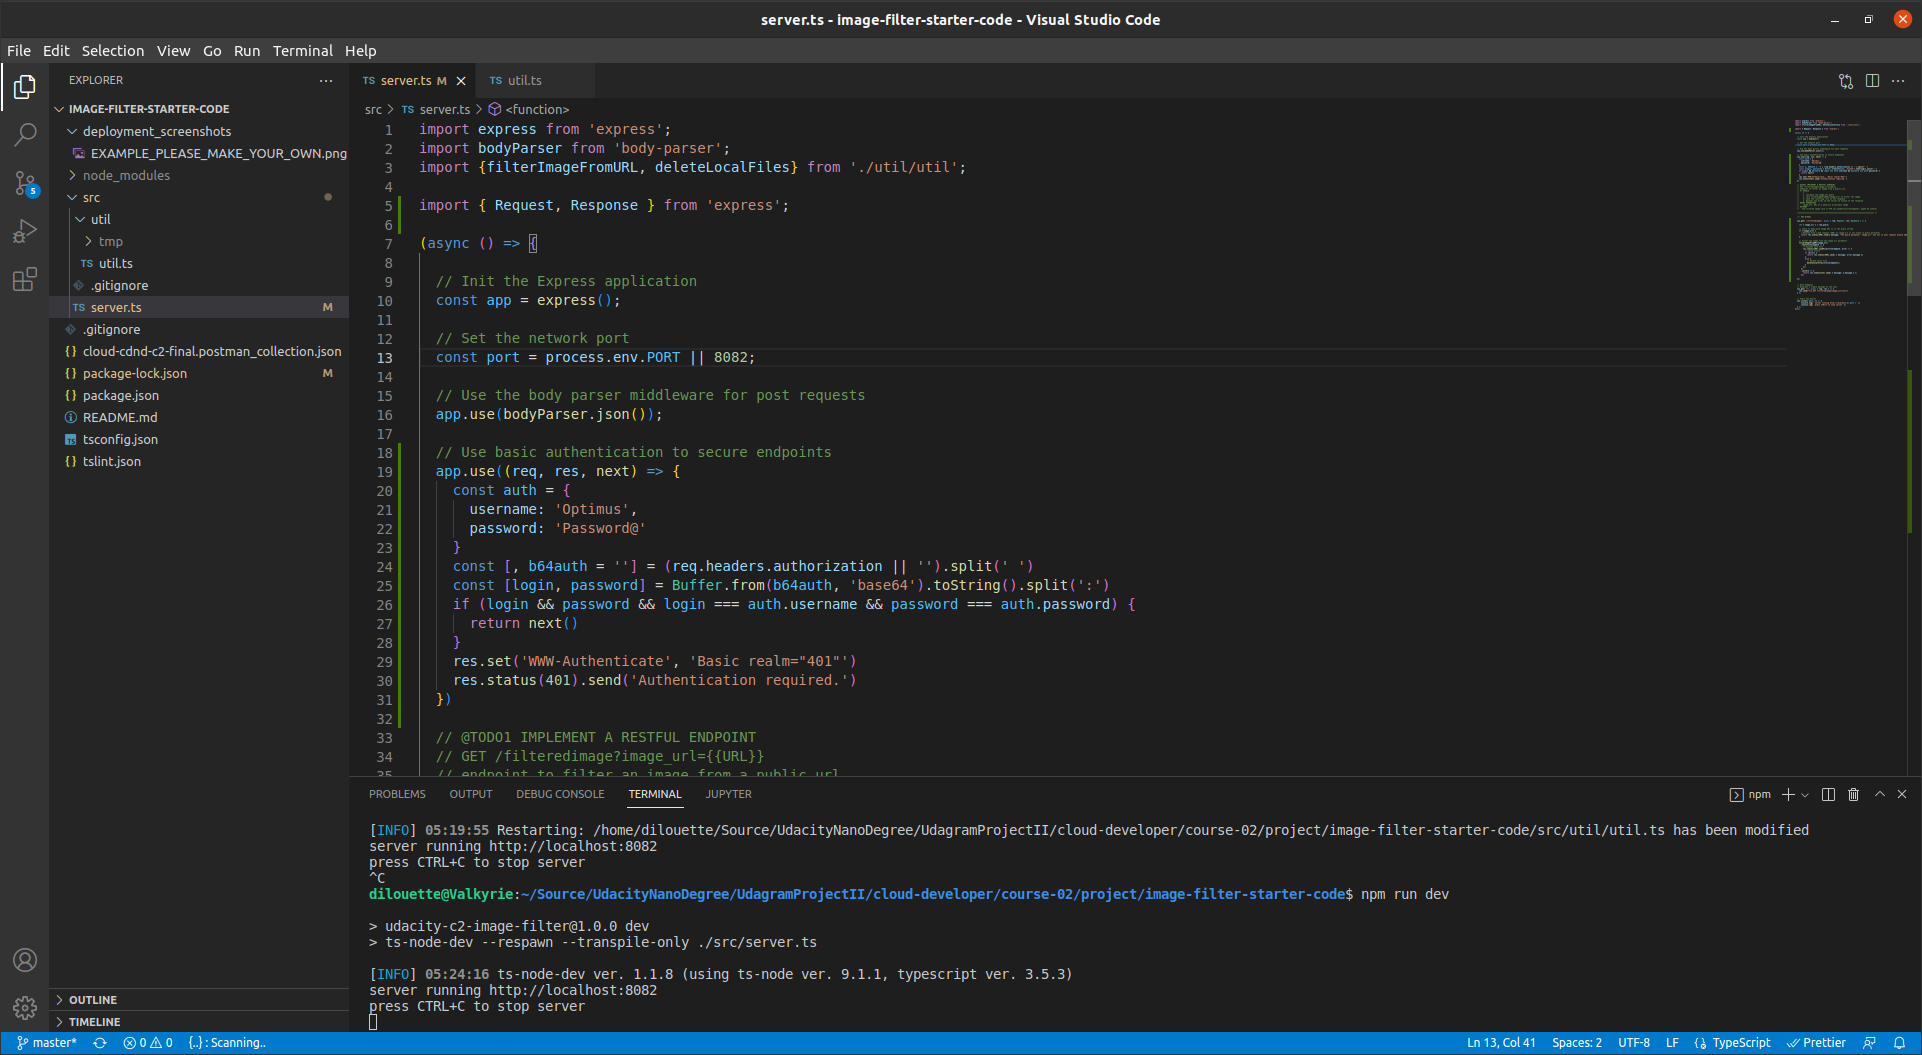 server.ts - image-filter-starter-code - Visual Studio Code
File Edit Selection View Go Run Terminal Help
EXPLORER
IMAGE-FILTER-STARTER-CODE
deployment_screenshots
EXAMPLE_PLEASE_MAKE_YOUR_OWN.png
node_modules
src
util
tmp
TS util.ts
.gitignore
TS server.ts M
.gitignore
{} cloud-cdnd-c2-final.postman_collection.json
{} package-lock.json M
{} package.json
README.md
tsconfig.json
{} tslint.json
OUTLINE
TIMELINE
TS server.ts M TS util.ts
src > TS server.ts > <function>
1 import express from 'express';
2 import bodyParser from 'body-parser';
3 import {filterImageFromURL, deleteLocalFiles} from './util/util';
4
5 import { Request, Response } from 'express';
6
7 (async () => {
8
9 // Init the Express application
10 const app = express();
11
12 // Set the network port
13 const port = process.env.PORT || 8082;
14
15 // Use the body parser middleware for post requests
16 app.use(bodyParser.json());
17
18 // Use basic authentication to secure endpoints
19 app.use((req, res, next) => {
20 const auth = {
21 username: 'Optimus',
22 password: 'Password@'
23 }
24 const [, b64auth = ''] = (req.headers.authorization || '').split(' ')
25 const [login, password] = Buffer.from(b64auth, 'base64').toString().split(':')
26 if (login && password && login === auth.username && password === auth.password) {
27 return next()
28 }
29 res.set('WWW-Authenticate', 'Basic realm="401"')
30 res.status(401).send('Authentication required.')
31 })
32
33 // @TODO1 IMPLEMENT A RESTFUL ENDPOINT
34 // GET /filteredimage?image_url={{URL}}
35 // endpoint to filter an image from a public url
PROBLEMS OUTPUT DEBUG CONSOLE TERMINAL JUPYTER
npm
[INFO] 05:19:55 Restarting: /home/dilouette/Source/UdacityNanoDegree/UdagramProjectII/cloud-developer/course-02/project/image-filter-starter-code/src/util/util.ts has been modified
server running http://localhost:8082
press CTRL+C to stop server
^C
dilouette@Valkyrie:~/Source/UdacityNanoDegree/UdagramProjectII/cloud-developer/course-02/project/image-filter-starter-code$ npm run dev
> udacity-c2-image-filter@1.0.0 dev
> ts-node-dev --respawn --transpile-only ./src/server.ts
[INFO] 05:24:16 ts-node-dev ver. 1.1.8 (using ts-node ver. 9.1.1, typescript ver. 3.5.3)
server running http://localhost:8082
press CTRL+C to stop server
5
master* 0 0 {..} : Scanning.. Ln 13, Col 41 Spaces: 2 UTF-8 LF TypeScript Prettier